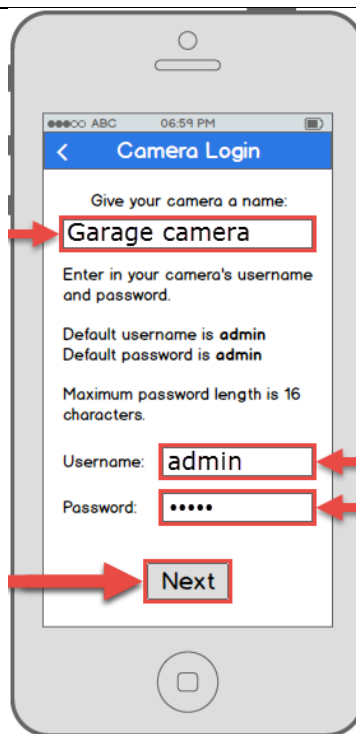 ABC 06:59 PM
< Camera Login
Give your camera a name:
Garage camera
Enter in your camera's username
and password.
Default username is admin
Default password is admin
Maximum password length is 16
characters.
Username: admin
Password: •••••
Next